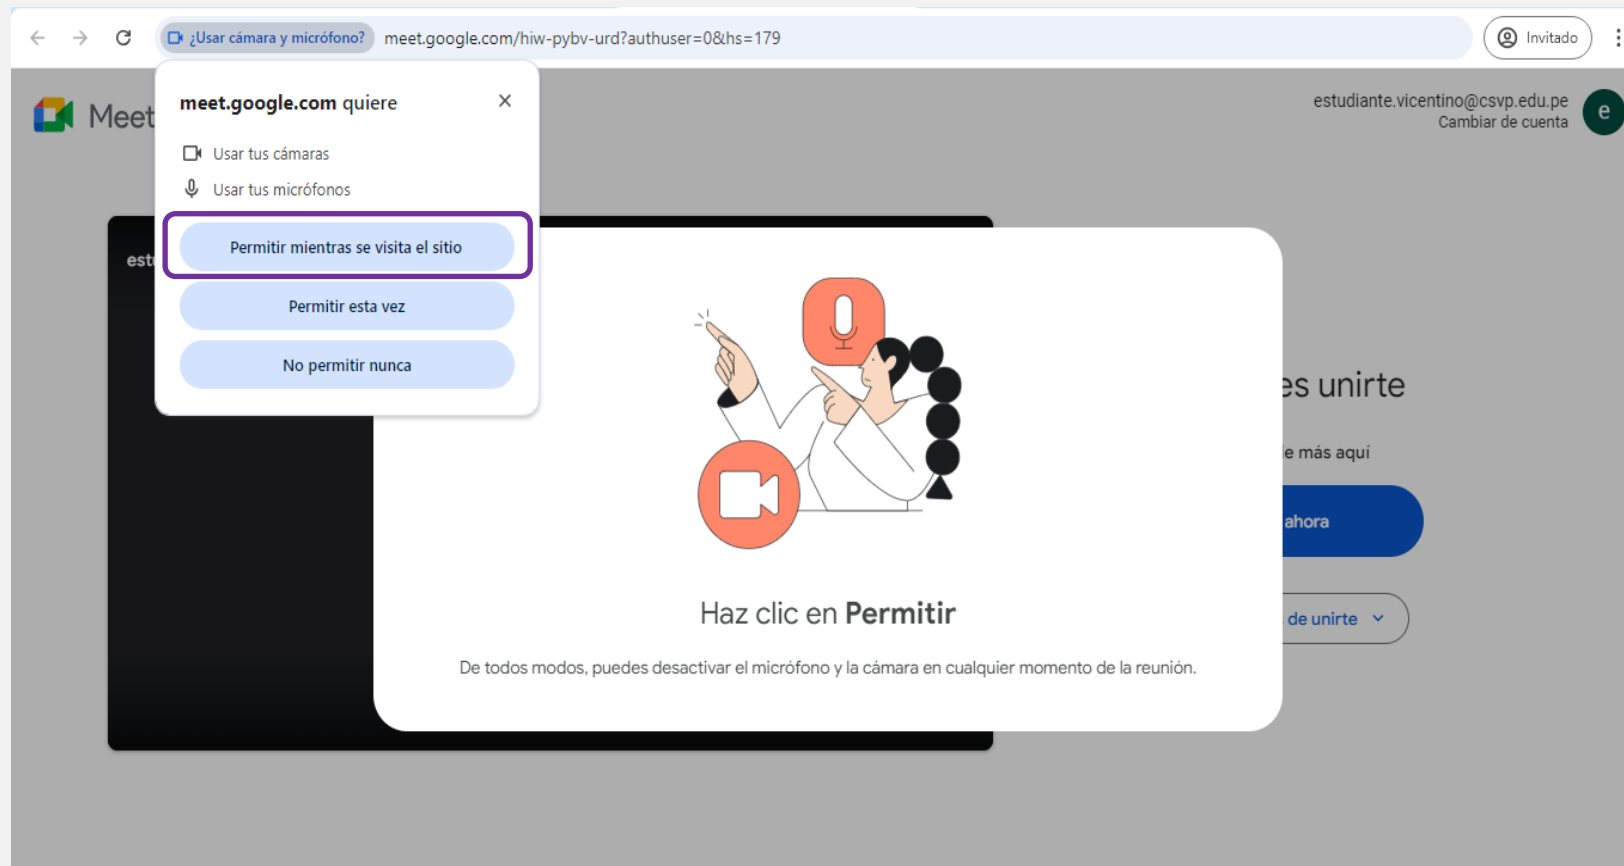 ¿Usar cámara y micrófono?
meet.google.com/hiw-pybv-urd?authuser=0&hs=179
Invitado
meet.google.com quiere
Usar tus cámaras
Usar tus micrófonos
Permitir mientras se visita el sitio
Permitir esta vez
No permitir nunca
Meet
estudiante.vicentino@csvp.edu.pe
Cambiar de cuenta
e
est
es unirte
e más aquí
ahora
de unirte
Haz clic en Permitir
De todos modos, puedes desactivar el micrófono y la cámara en cualquier momento de la reunión.